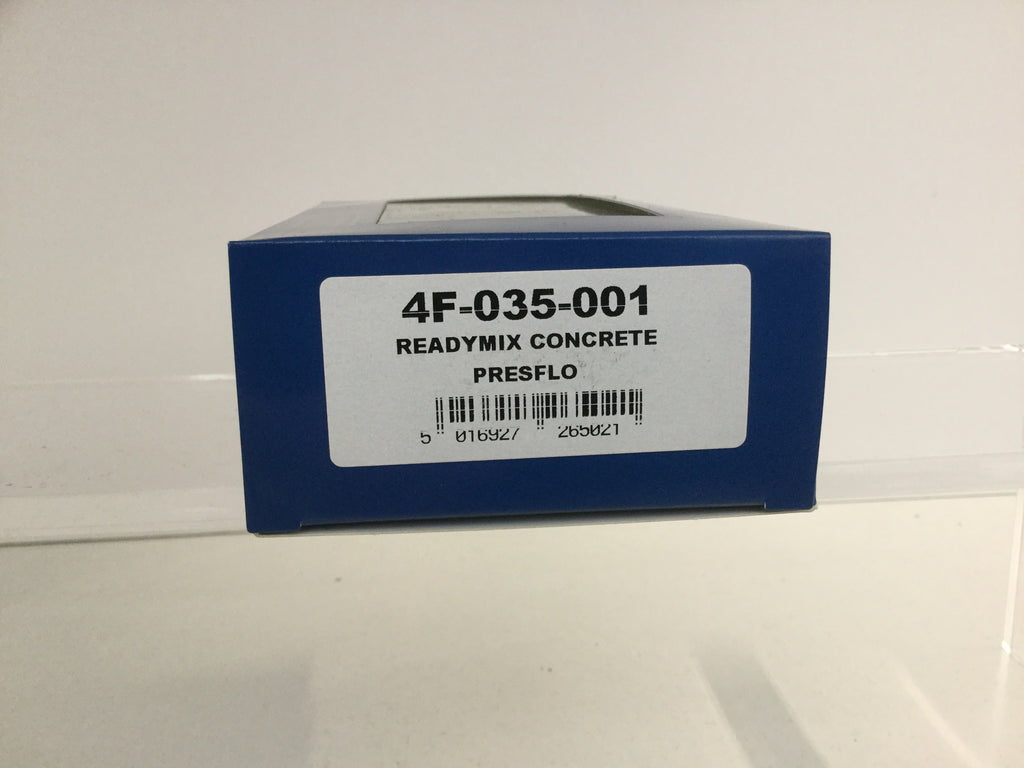 4F-035-001
READYMIX CONCRETE
PRESFLO
5 016927 265021